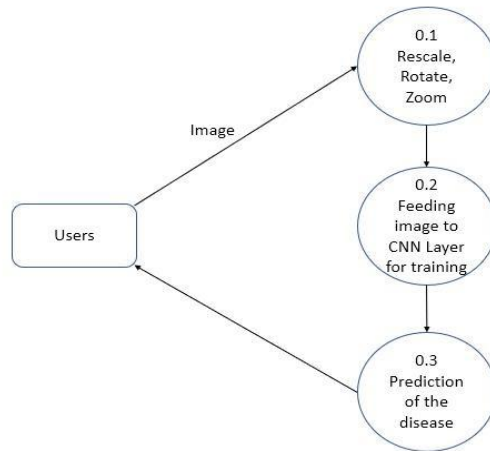 0.1
Rescale,
Rotate,
Zoom
Image
0.2
Feeding
image to
CNN Layer
for training
Users
0.3
Prediction
of the
disease